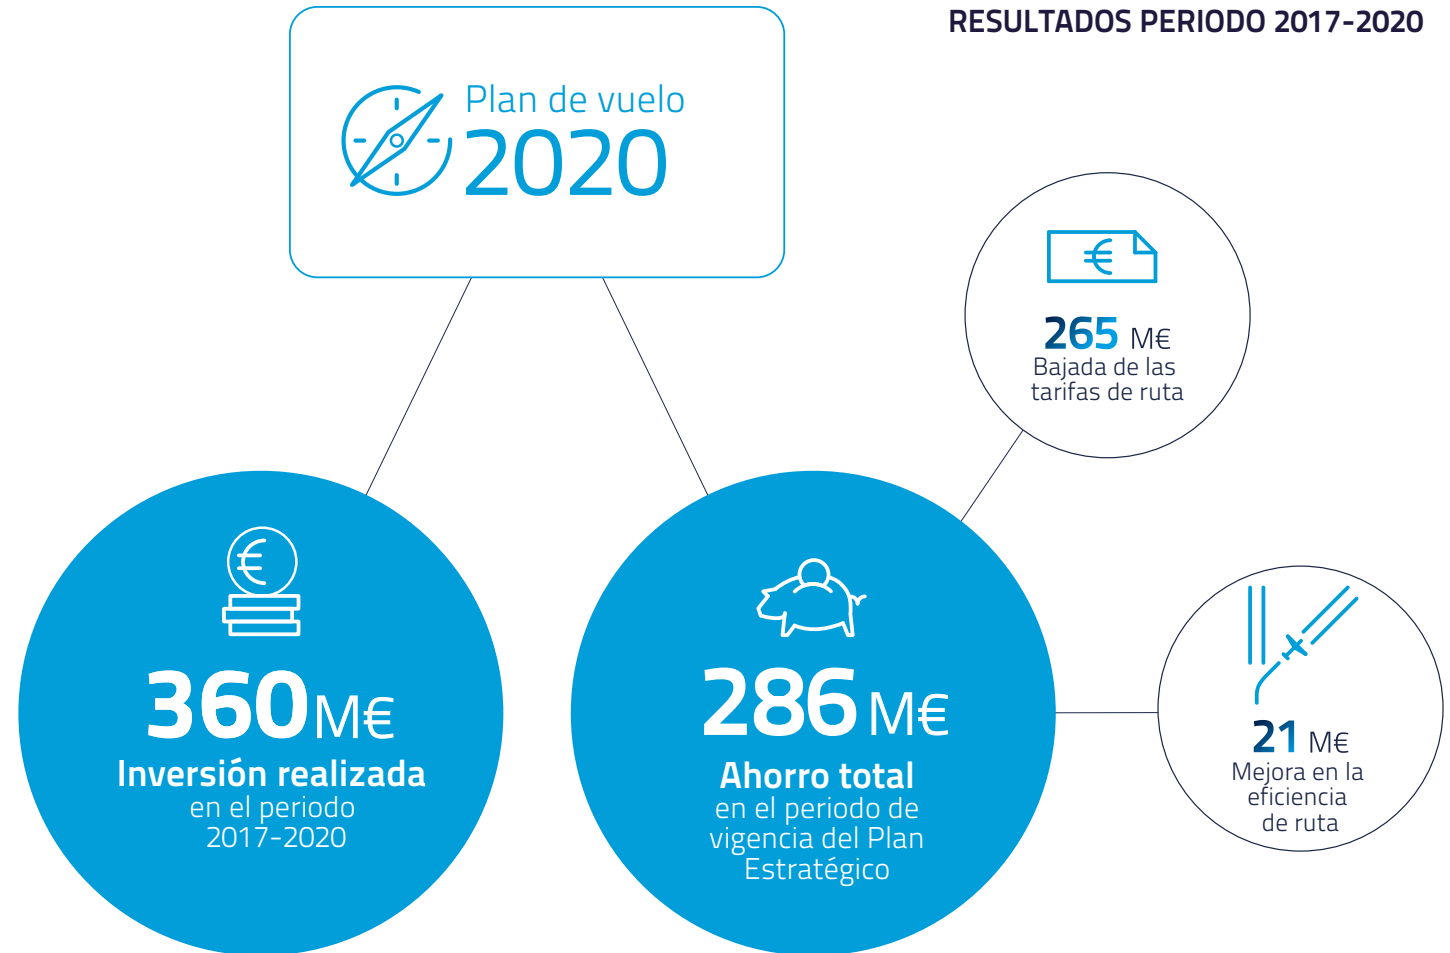 RESULTADOS PERIODO 2017-2020
Plan de vuelo
2020
265 M€
Bajada de las
tarifas de ruta
360 M€
Inversión realizada
en el periodo
2017-2020
286 M€
Ahorro total
en el periodo de
vigencia del Plan
Estratégico
21 M€
Mejora en la
eficiencia
de ruta